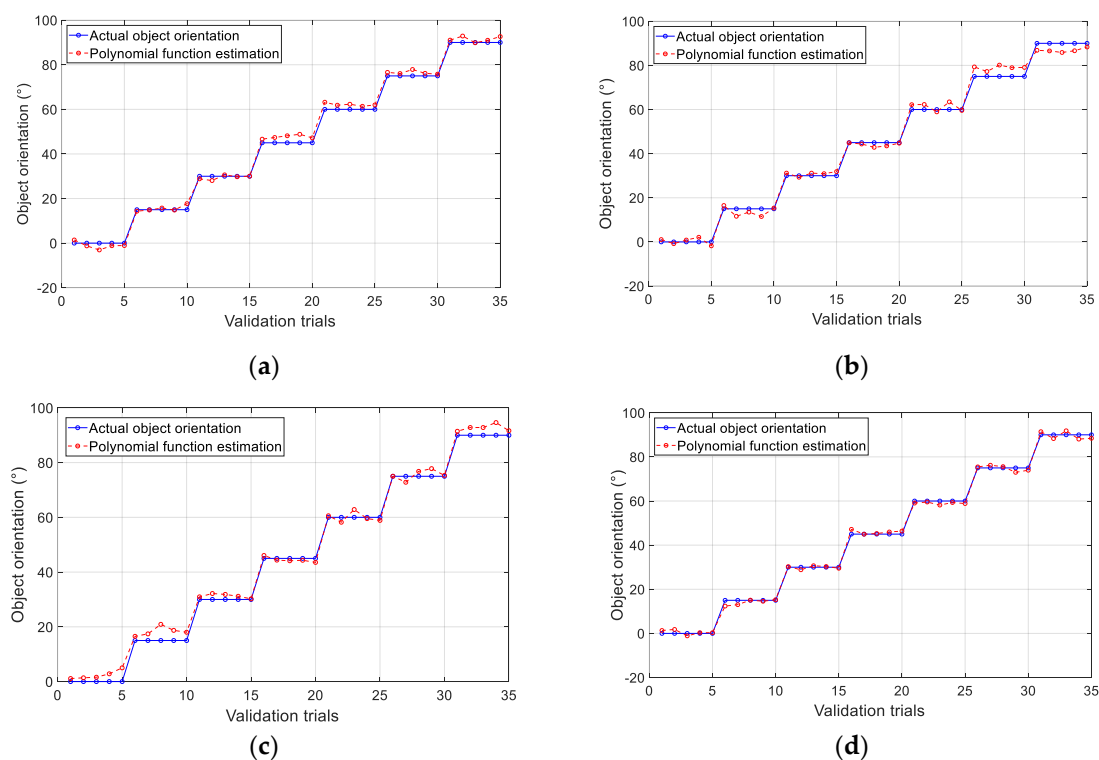 100
80
60
40
20
0
-20
Object orientation (°)
Actual object orientation
Polynomial function estimation
0 5 10 15 20 25 30 35
Validation trials
(a)
100
80
60
40
20
0
-20
Object orientation (°)
Actual object orientation
Polynomial function estimation
0 5 10 15 20 25 30 35
Validation trials
(b)
100
80
60
40
20
0
Object orientation (°)
Actual object orientation
Polynomial function estimation
0 5 10 15 20 25 30 35
Validation trials
(c)
100
80
60
40
20
0
-20
Object orientation (°)
Actual object orientation
Polynomial function estimation
0 5 10 15 20 25 30 35
Validation trials
(d)